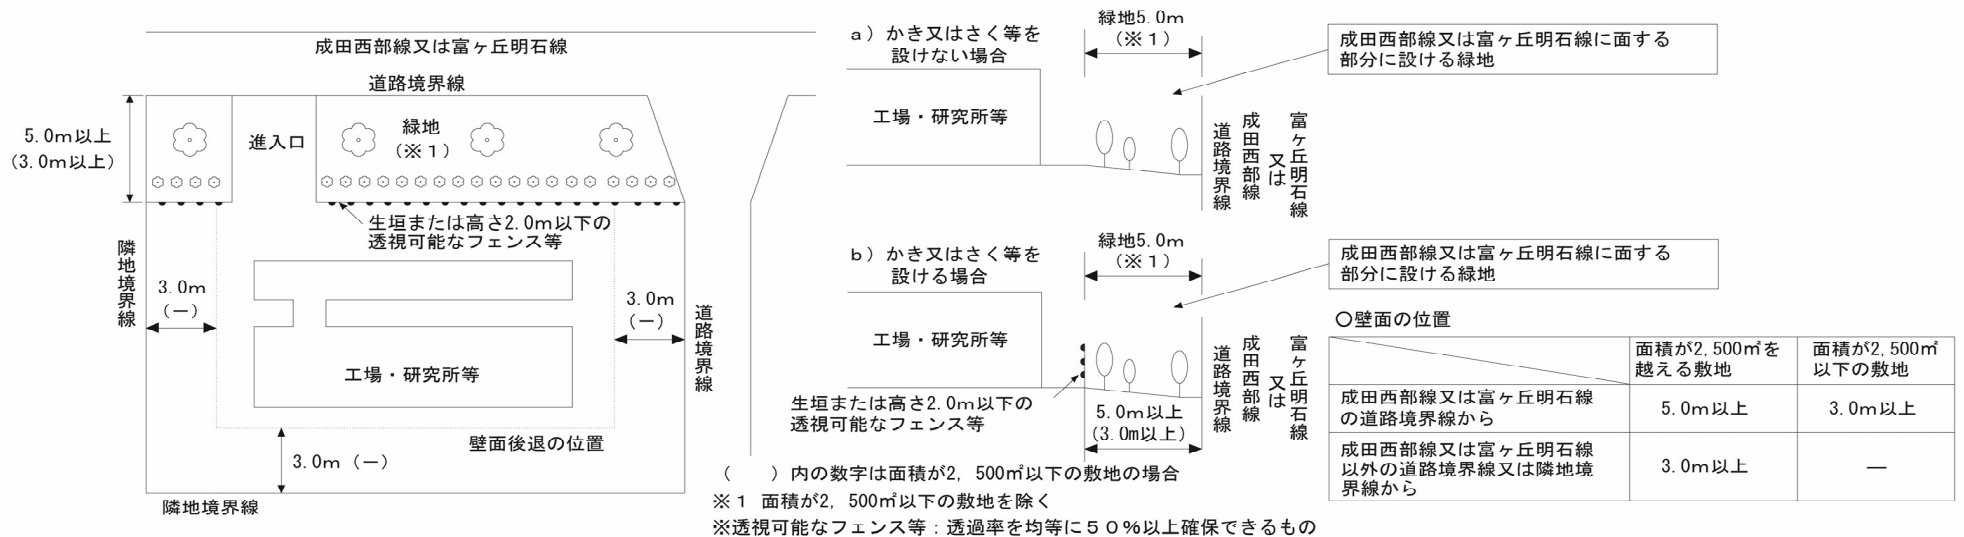 成田西部線又は富ヶ丘明石線
道路境界線
5.0m以上
(3.0m以上)
進入口
緑地
(※1)
生垣または高さ2.0m以下の
透視可能なフェンス等
隣地境界線
3.0m
(ー)
3.0m
(ー)
道路境界線
工場・研究所等
壁面後退の位置
3.0m(ー)
隣地境界線
a)かき又はさく等を
設けない場合
緑地5.0m
(※1)
成田西部線又は富ヶ丘明石線に面する
部分に設ける緑地
工場・研究所等
道路境界線
成田西部線
又は
富ヶ丘明石線
b)かき又はさく等を
設ける場合
緑地5.0m
(※1)
成田西部線又は富ヶ丘明石線に面する
部分に設ける緑地
工場・研究所等
道路境界線
成田西部線
又は
富ヶ丘明石線
生垣または高さ2.0m以下の
透視可能なフェンス等
5.0m以上
(3.0m以上)
(　)内の数字は面積が2,500㎡以下の敷地の場合
※1 面積が2,500㎡以下の敷地を除く
※透視可能なフェンス等:透過率を均等に50%以上確保できるもの
○壁面の位置
面積が2,500㎡を
越える敷地
面積が2,500㎡
以下の敷地
成田西部線又は富ヶ丘明石線
の道路境界線から
5.0m以上
3.0m以上
成田西部線又は富ヶ丘明石線
以外の道路境界線又は隣地境
界線から
3.0m以上
―